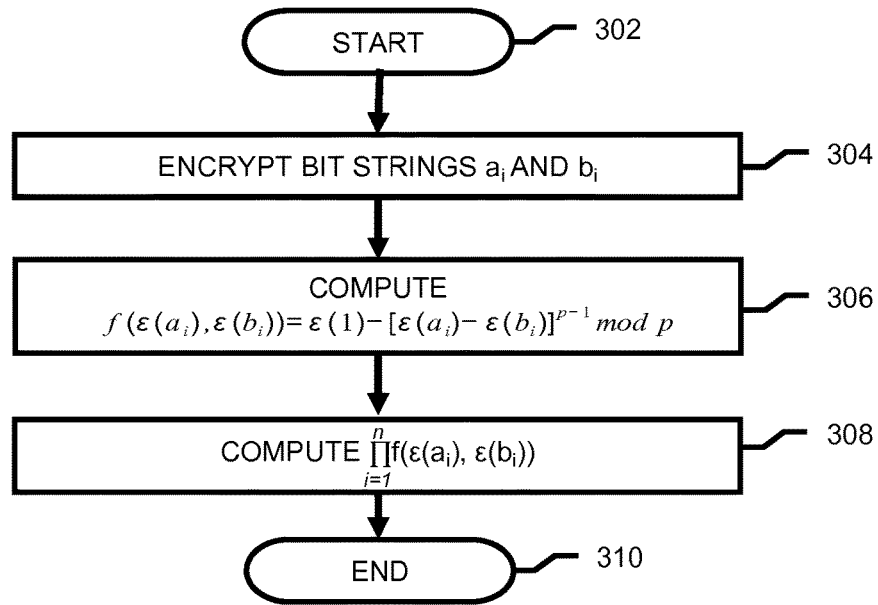 START
302
ENCRYPT BIT STRINGS aᵢ AND bᵢ
304
COMPUTE
f(ε(aᵢ),ε(bᵢ))=ε(1)−[ε(aᵢ)−ε(bᵢ)]ᵖ⁻¹ mod p
306
COMPUTE ∏ⁿᵢ₌₁ f(ε(aᵢ), ε(bᵢ))
308
END
310